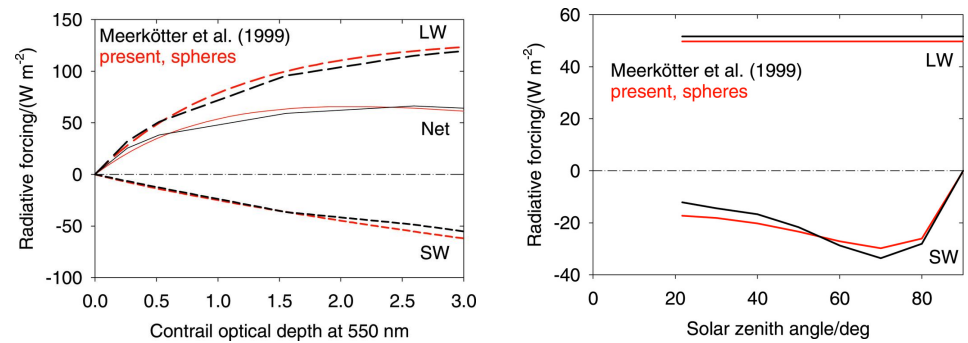 Radiative forcing/(W m-2)
150
100
50
0
-50
-100
Meerkötter et al. (1999)
present, spheres
LW
Net
SW
0.0 0.5 1.0 1.5 2.0 2.5 3.0
Contrail optical depth at 550 nm
Radiative forcing/(W m-2)
60
40
20
0
-20
-40
Meerkötter et al. (1999)
present, spheres
LW
SW
0 20 40 60 80
Solar zenith angle/deg